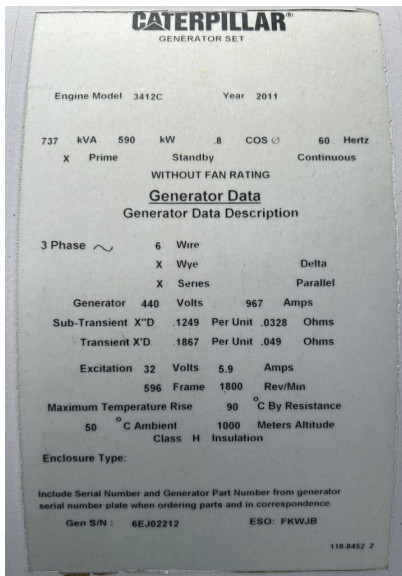 CATERPILLAR®
GENERATOR SET
Engine Model 3412C Year 2011
737 kVA 590 kW .8 COS ∅ 60 Hertz
X Prime Standby Continuous
WITHOUT FAN RATING
Generator Data
Generator Data Description
3 Phase ~ 6 Wire
X Wye Delta
X Series Parallel
Generator 440 Volts 967 Amps
Sub-Transient X"D .1249 Per Unit .0328 Ohms
Transient X'D .1867 Per Unit .049 Ohms
Excitation 32 Volts 5.9 Amps
596 Frame 1800 Rev/Min
Maximum Temperature Rise 90 °C By Resistance
50 °C Ambient 1000 Meters Altitude
Class H Insulation
Enclosure Type:
Include Serial Number and Generator Part Number from generator
serial number plate when ordering parts and in correspondence.
Gen S/N : 6EJ02212 ESO: FKWJB
118-8452 2